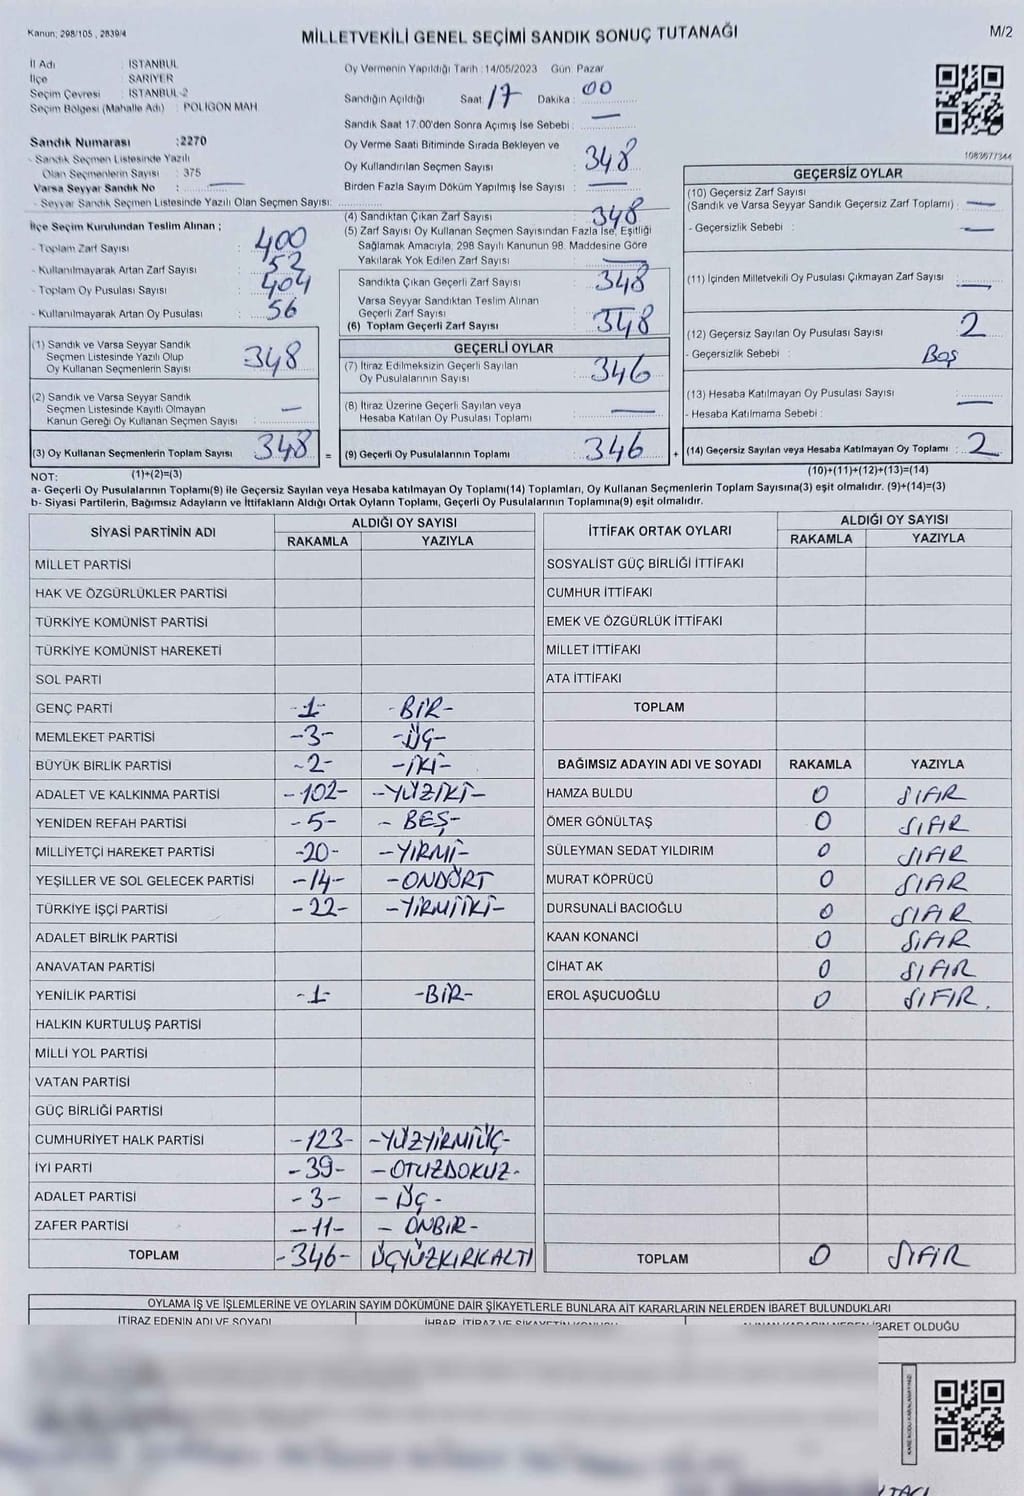 Kanun; 298/105 , 2839/4
MİLLETVEKİLİ GENEL SEÇİMİ SANDIK SONUÇ TUTANAĞI
M/2
İl Adı : İSTANBUL
İlçe : SARIYER
Seçim Çevresi : İSTANBUL-2
Seçim Bölgesi (Mahalle Adı) : POLİGON MAH
Sandık Numarası :2270
- Sandık Seçmen Listesinde Yazılı
Olan Seçmenlerin Sayısı : 375
Varsa Seyyar Sandık No : —
- Seyyar Sandık Seçmen Listesinde Yazılı Olan Seçmen Sayısı:
İlçe Seçim Kurulundan Teslim Alınan ;
- Toplam Zarf Sayısı : 400
- Kullanılmayarak Artan Zarf Sayısı : 52
- Toplam Oy Pusulası Sayısı : 404
- Kullanılmayarak Artan Oy Pusulası : 56
(1) Sandık ve Varsa Seyyar Sandık
Seçmen Listesinde Yazılı Olup
Oy Kullanan Seçmenlerin Sayısı : 348
(2) Sandık ve Varsa Seyyar Sandık
Seçmen Listesinde Kayıtlı Olmayan
Kanun Gereği Oy Kullanan Seçmen Sayısı : —
(3) Oy Kullanan Seçmenlerin Toplam Sayısı : 348 =
Oy Vermenin Yapıldığı Tarih :14/05/2023 Gün: Pazar
Sandığın Açıldığı Saat : 17 Dakika : 00
Sandık Saat 17.00'den Sonra Açımış İse Sebebi : —
Oy Verme Saati Bitiminde Sırada Bekleyen ve
Oy Kullandırılan Seçmen Sayısı : 348
Birden Fazla Sayım Döküm Yapılmış İse Sayısı : —
(4) Sandıktan Çıkan Zarf Sayısı : 348
(5) Zarf Sayısı Oy Kullanan Seçmen Sayısından Fazla İse, Eşitliği
Sağlamak Amacıyla, 298 Sayılı Kanunun 98. Maddesine Göre
Yakılarak Yok Edilen Zarf Sayısı : —
Sandıkta Çıkan Geçerli Zarf Sayısı : 348
Varsa Seyyar Sandıktan Teslim Alınan
Geçerli Zarf Sayısı : —
(6) Toplam Geçerli Zarf Sayısı : 348
GEÇERLİ OYLAR
(7) İtiraz Edilmeksizin Geçerli Sayılan
Oy Pusulalarının Sayısı : 346
(8) İtiraz Üzerine Geçerli Sayılan veya
Hesaba Katılan Oy Pusulası Toplamı : —
(9) Geçerli Oy Pusulalarının Toplamı : 346 +
1083677344
GEÇERSİZ OYLAR
(10) Geçersiz Zarf Sayısı
(Sandık ve Varsa Seyyar Sandık Geçersiz Zarf Toplamı) : —
- Geçersizlik Sebebi : —
(11) İçinden Milletvekili Oy Pusulası Çıkmayan Zarf Sayısı : —
(12) Geçersiz Sayılan Oy Pusulası Sayısı : 2
- Geçersizlik Sebebi : Boş
(13) Hesaba Katılmayan Oy Pusulası Sayısı : —
- Hesaba Katılmama Sebebi :
(14) Geçersiz Sayılan veya Hesaba Katılmayan Oy Toplamı : 2
NOT: (1)+(2)=(3) (10)+(11)+(12)+(13)=(14)
a- Geçerli Oy Pusulalarının Toplamı(9) ile Geçersiz Sayılan veya Hesaba katılmayan Oy Toplamı(14) Toplamları, Oy Kullanan Seçmenlerin Toplam Sayısına(3) eşit olmalıdır. (9)+(14)=(3)
b- Siyasi Partilerin, Bağımsız Adayların ve İttifakların Aldığı Ortak Oyların Toplamı, Geçerli Oy Pusulalarının Toplamına(9) eşit olmalıdır.
SİYASİ PARTİNİN ADI ALDIĞI OY SAYISI
RAKAMLA YAZIYLA
MİLLET PARTİSİ
HAK VE ÖZGÜRLÜKLER PARTİSİ
TÜRKİYE KOMÜNİST PARTİSİ
TÜRKİYE KOMÜNİST HAREKETİ
SOL PARTİ
GENÇ PARTİ -1- -BİR-
MEMLEKET PARTİSİ -3- -ÜÇ-
BÜYÜK BİRLİK PARTİSİ -2- -İKİ-
ADALET VE KALKINMA PARTİSİ -102- -YÜZİKİ-
YENİDEN REFAH PARTİSİ -5- - BEŞ-
MİLLİYETÇİ HAREKET PARTİSİ -20- -YİRMİ-
YEŞİLLER VE SOL GELECEK PARTİSİ -14- -ONDÖRT
TÜRKİYE İŞÇİ PARTİSİ -22- -YİRMİİKİ-
ADALET BİRLİK PARTİSİ
ANAVATAN PARTİSİ
YENİLİK PARTİSİ -1- -BİR-
HALKIN KURTULUŞ PARTİSİ
MİLLİ YOL PARTİSİ
VATAN PARTİSİ
GÜÇ BİRLİĞİ PARTİSİ
CUMHURİYET HALK PARTİSİ -123- -YÜZYİRMİÜÇ-
İYİ PARTİ -39- -OTUZDOKUZ-
ADALET PARTİSİ -3- -ÜÇ-
ZAFER PARTİSİ -11- - ONBİR-
TOPLAM -346- ÜÇYÜZKIRKALTI
İTTİFAK ORTAK OYLARI ALDIĞI OY SAYISI
RAKAMLA YAZIYLA
SOSYALİST GÜÇ BİRLİĞİ İTTİFAKI
CUMHUR İTTİFAKI
EMEK VE ÖZGÜRLÜK İTTİFAKI
MİLLET İTTİFAKI
ATA İTTİFAKI
TOPLAM
BAĞIMSIZ ADAYIN ADI VE SOYADI RAKAMLA YAZIYLA
HAMZA BULDU 0 SIFIR
ÖMER GÖNÜLTAŞ 0 SIFIR
SÜLEYMAN SEDAT YILDIRIM 0 SIFIR
MURAT KÖPRÜCÜ 0 SIFIR
DURSUNALİ BACIOĞLU 0 SIFIR
KAAN KONANCİ 0 SIFIR
CİHAT AK 0 SIFIR
EROL AŞUCUOĞLU 0 SIFIR.
TOPLAM 0 SIFIR
OYLAMA İŞ VE İŞLEMLERİNE VE OYLARIN SAYIM DÖKÜMÜNE DAİR ŞİKAYETLERLE BUNLARA AİT KARARLARIN NELERDEN İBARET BULUNDUKLARI
İTİRAZ EDENİN ADI VE SOYADI İHBAR, İTİRAZ VE ŞİKAYETİN KONUSU ALINAN KARARIN NEDEN İBARET OLDUĞU
KARE KODU KARALAMAYINIZ!